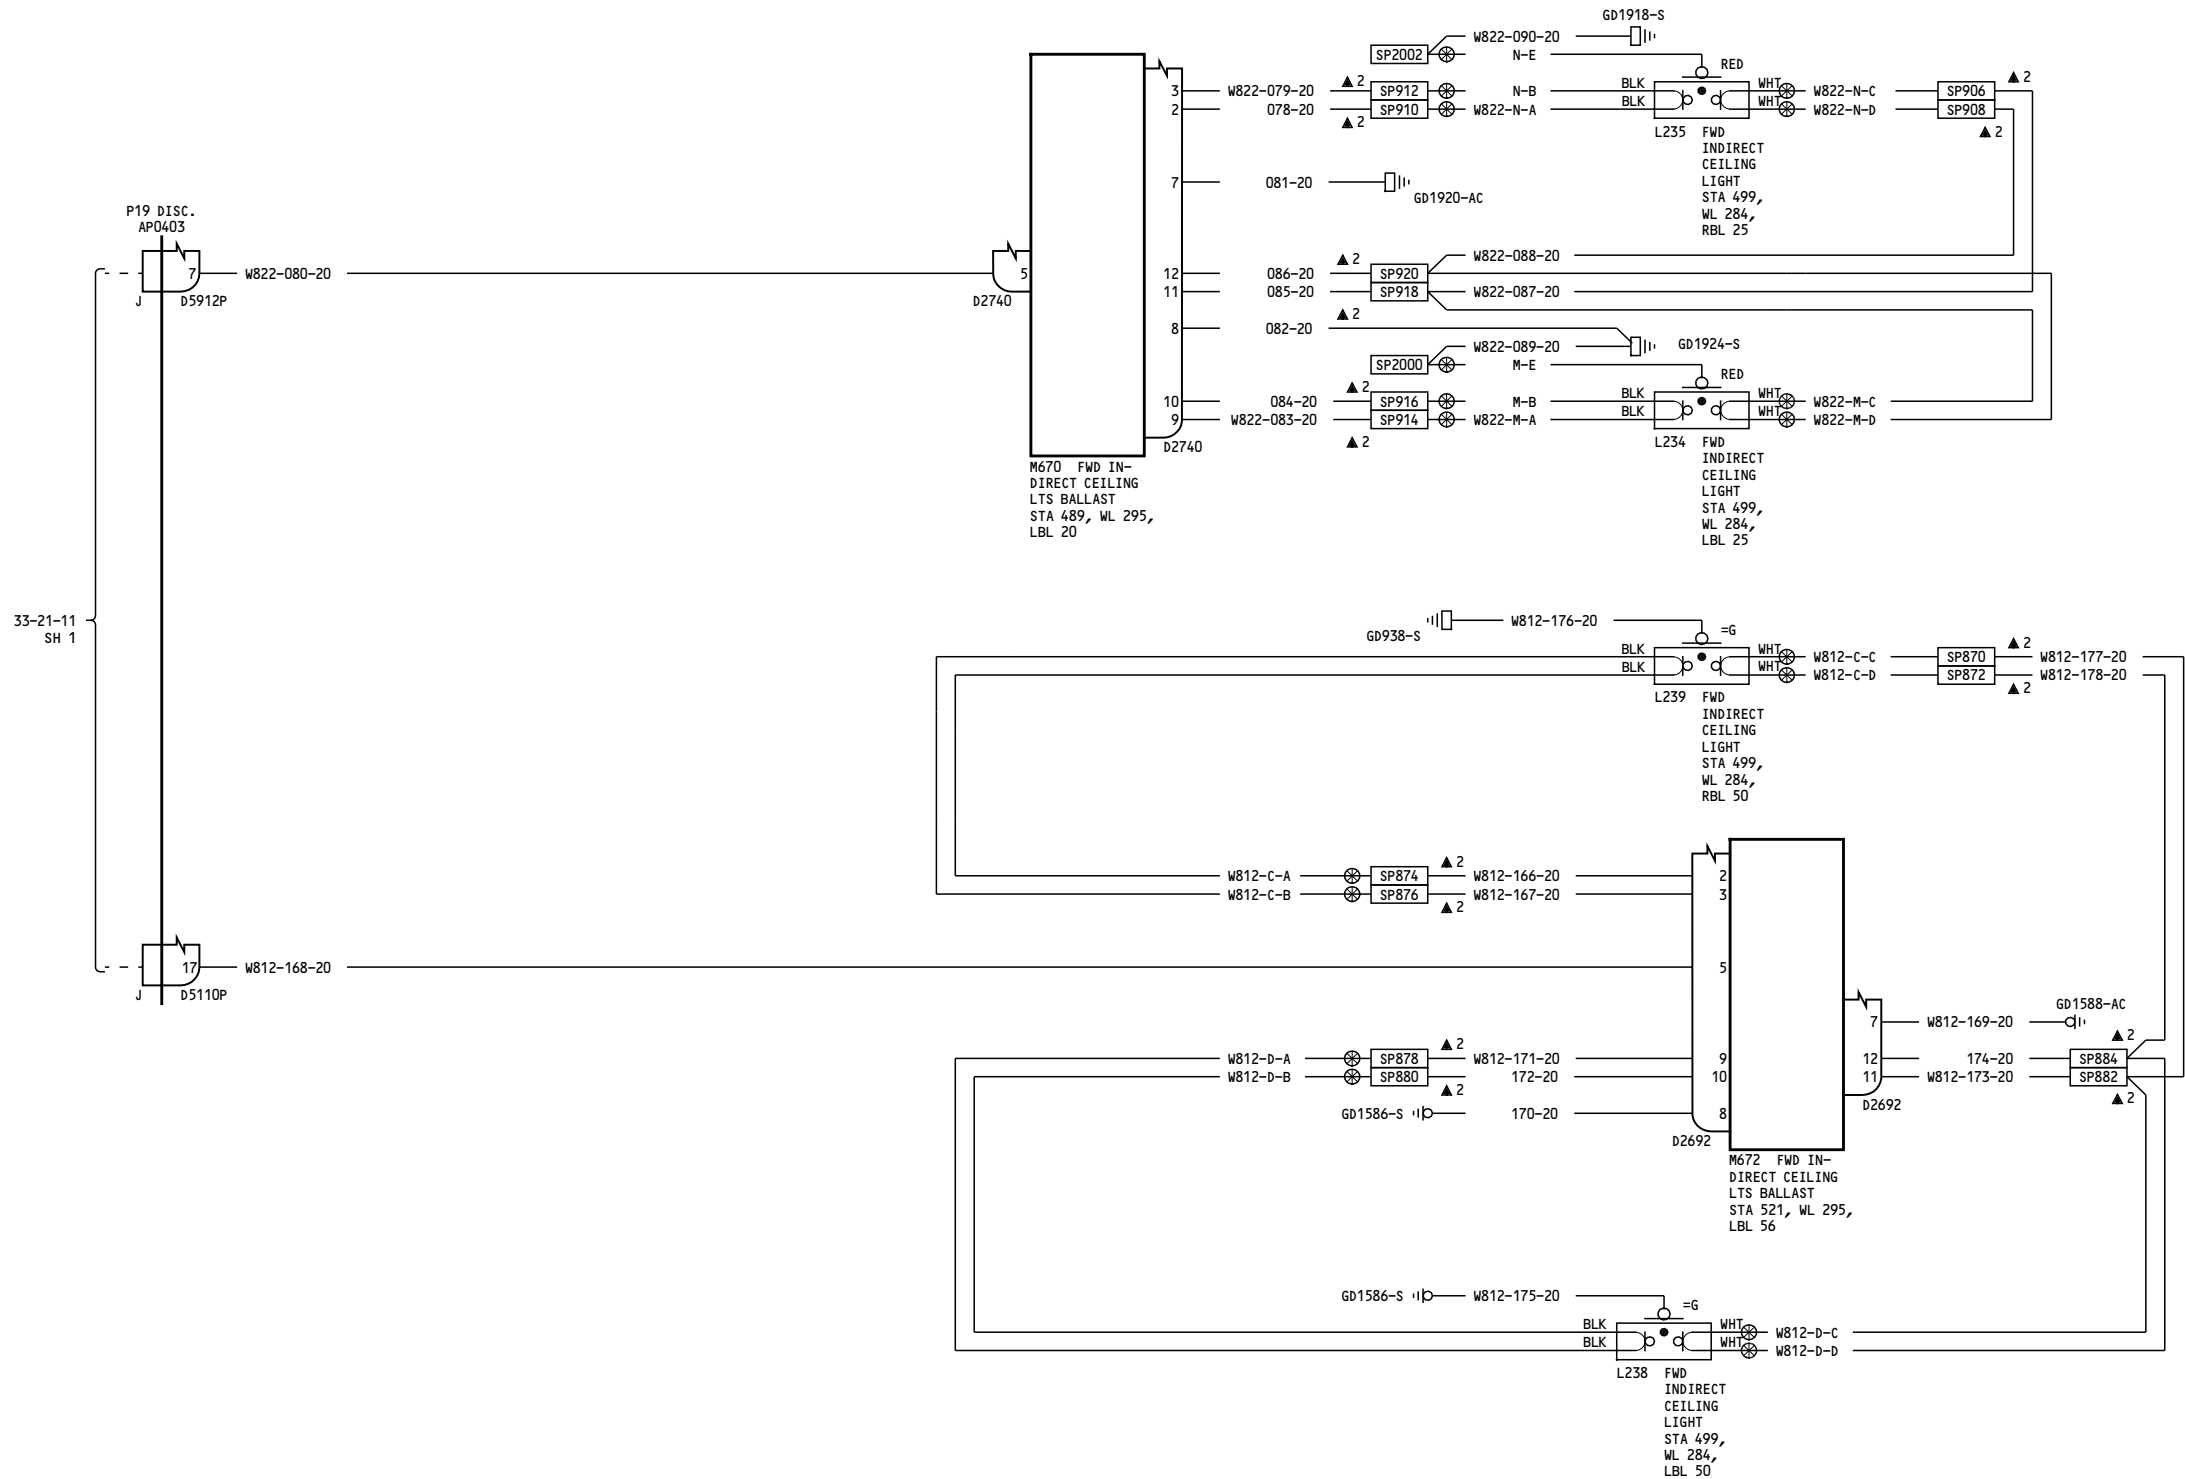 GD1918-S
W822-090-20
SP2002
N-E
RED
3
W822-079-20
▲ 2
SP912
N-B
BLK
WHT
W822-N-C
SP906
▲ 2
2
078-20
▲ 2
SP910
W822-N-A
BLK
WHT
W822-N-D
SP908
▲ 2
L235 FWD
INDIRECT
CEILING
LIGHT
STA 499,
WL 284,
RBL 25
7
081-20
GD1920-AC
P19 DISC.
AP0403
7
W822-080-20
J
D5912P
5
D2740
W822-088-20
12
086-20
▲ 2
SP920
11
085-20
▲ 2
SP918
W822-087-20
8
082-20
W822-089-20
GD1924-S
SP2000
M-E
RED
10
084-20
▲ 2
SP916
M-B
BLK
WHT
W822-M-C
9
W822-083-20
▲ 2
SP914
W822-M-A
BLK
WHT
W822-M-D
D2740
M670 FWD IN-
DIRECT CEILING
LTS BALLAST
STA 489, WL 295,
LBL 20
L234 FWD
INDIRECT
CEILING
LIGHT
STA 499,
WL 284,
LBL 25
33-21-11
SH 1
GD938-S
W812-176-20
=G
BLK
WHT
W812-C-C
SP870
▲ 2
W812-177-20
BLK
WHT
W812-C-D
SP872
▲ 2
W812-178-20
L239 FWD
INDIRECT
CEILING
LIGHT
STA 499,
WL 284,
RBL 50
W812-C-A
SP874
▲ 2
W812-166-20
2
W812-C-B
SP876
▲ 2
W812-167-20
3
17
W812-168-20
5
J
D5110P
7
W812-169-20
GD1588-AC
W812-D-A
SP878
▲ 2
W812-171-20
9
12
174-20
SP884
▲ 2
W812-D-B
SP880
▲ 2
172-20
10
11
W812-173-20
SP882
▲ 2
GD1586-S
170-20
8
D2692
D2692
M672 FWD IN-
DIRECT CEILING
LTS BALLAST
STA 521, WL 295,
LBL 56
GD1586-S
W812-175-20
=G
BLK
WHT
W812-D-C
BLK
WHT
W812-D-D
L238 FWD
INDIRECT
CEILING
LIGHT
STA 499,
WL 284,
LBL 50